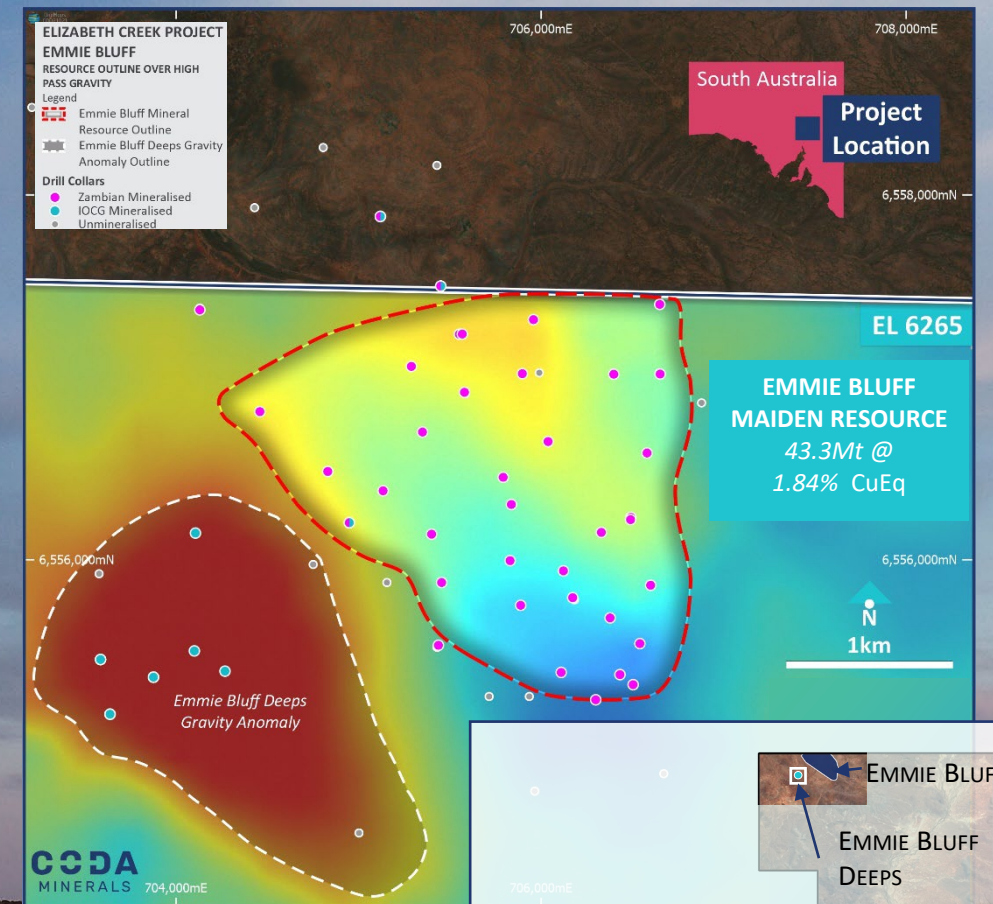 ELIZABETH CREEK PROJECT
EMMIE BLUFF
RESOURCE OUTLINE OVER HIGH
PASS GRAVITY
Legend
Emmie Bluff Mineral
Resource Outline
Emmie Bluff Deeps Gravity
Anomaly Outline
Drill Collars
Zambian Mineralised
IOCG Mineralised
Unmineralised
706,000mE
708,000mE
South Australia
Project
Location
6,558,000mN
EL 6265
EMMIE BLUFF
MAIDEN RESOURCE
43.3Mt @
1.84% CuEq
6,556,000mN
6,556,000mN
N
1km
Emmie Bluff Deeps
Gravity Anomaly
EMMIE BLUF
EMMIE BLUFF
DEEPS
CODA
MINERALS
704,000mE
706,000mE